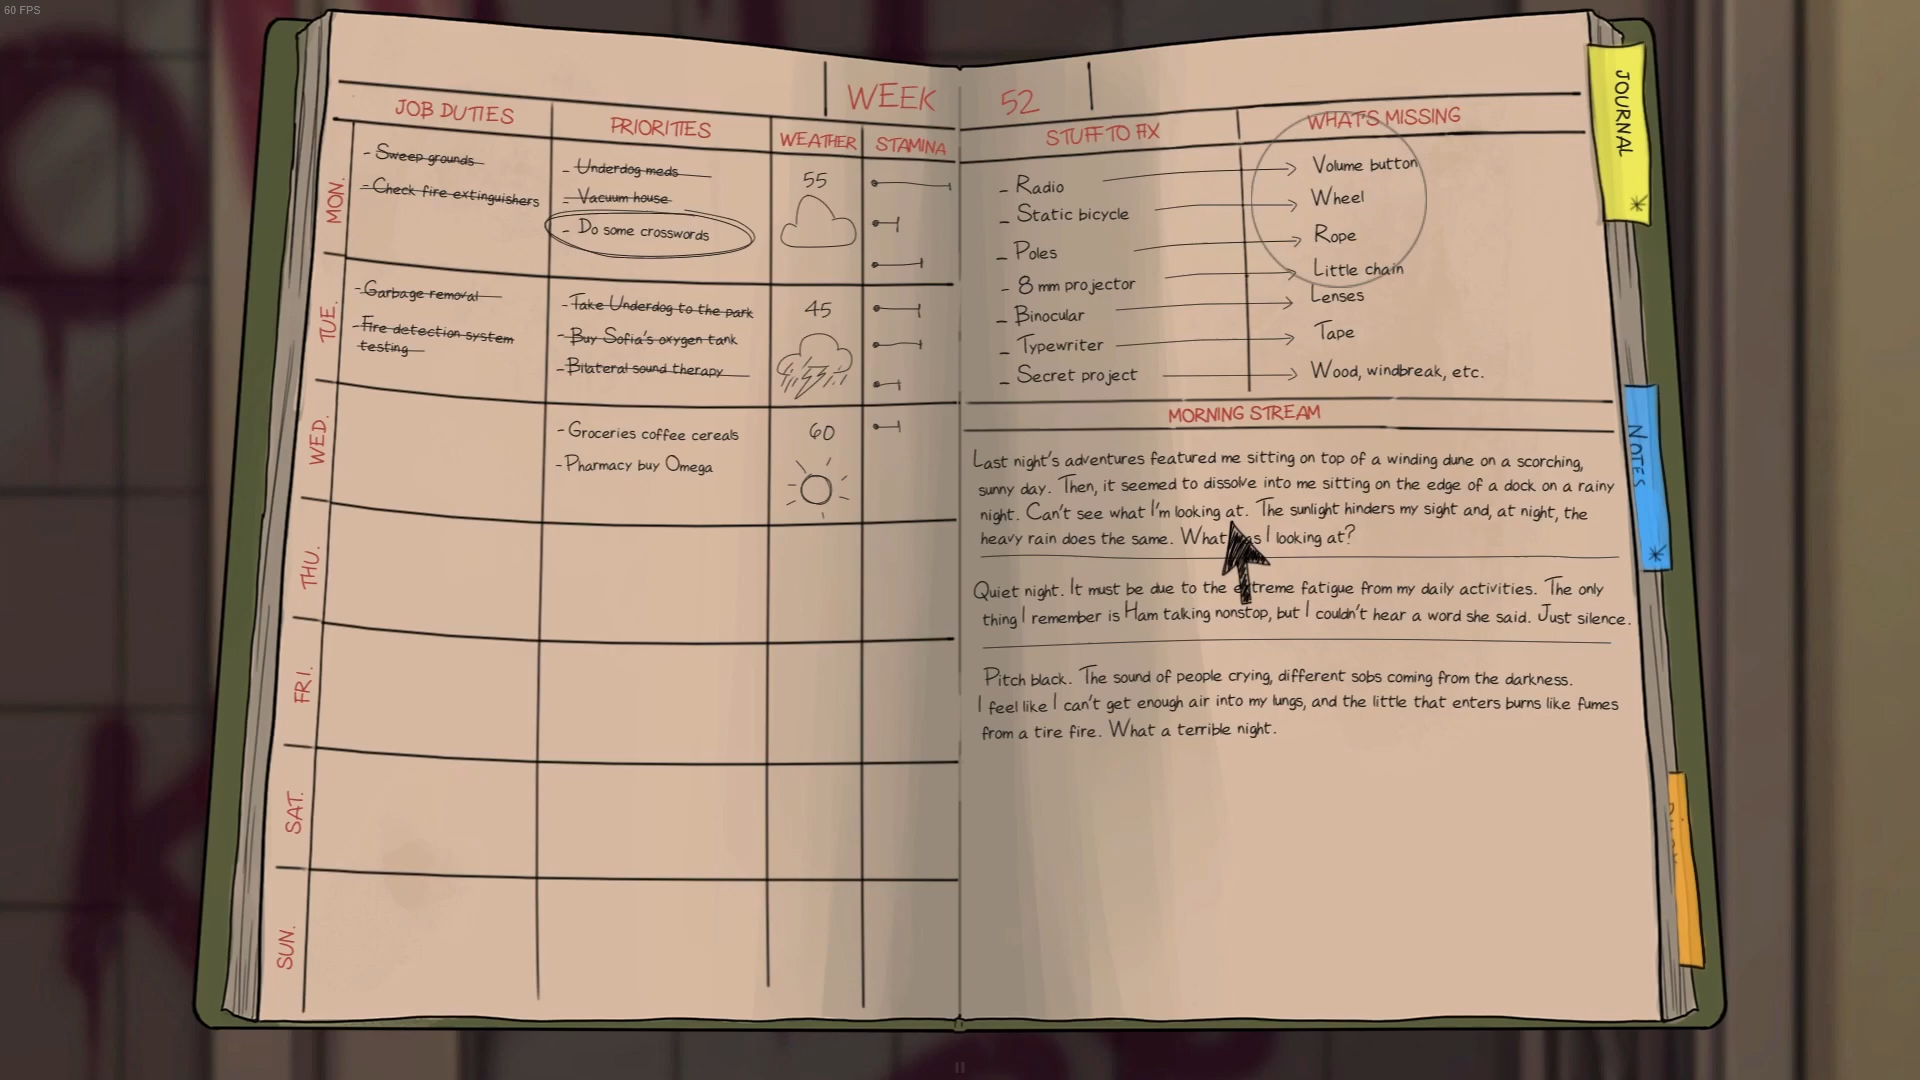 60 FPS
WEEK 52
JOB DUTIES
PRIORITIES
WEATHER
STAMINA
MON.
- Sweep grounds
- Check fire extinguishers
- Underdog meds
- Vacuum house
- Do some crosswords
55
TUE.
- Garbage removal
- Fire detection system
testing
- Take Underdog to the park
- Buy Sofia's oxygen tank
- Bilateral sound therapy
45
WED.
- Groceries coffee cereals
- Pharmacy buy Omega
60
THU.
FRI.
SAT.
SUN.
STUFF TO FIX
WHAT'S MISSING
- Radio
Volume button
- Static bicycle
Wheel
- Poles
Rope
- 8 mm projector
Little chain
- Binocular
Lenses
- Typewriter
Tape
- Secret project
Wood, windbreak, etc.
MORNING STREAM
Last night's adventures featured me sitting on top of a winding dune on a scorching,
sunny day. Then, it seemed to dissolve into me sitting on the edge of a dock on a rainy
night. Can't see what I'm looking at. The sunlight hinders my sight and, at night, the
heavy rain does the same. What was I looking at?
Quiet night. It must be due to the extreme fatigue from my daily activities. The only
thing I remember is Ham talking nonstop, but I couldn't hear a word she said. Just silence.
Pitch black. The sound of people crying, different sobs coming from the darkness.
I feel like I can't get enough air into my lungs, and the little that enters burns like fumes
from a tire fire. What a terrible night.
JOURNAL
NOTES